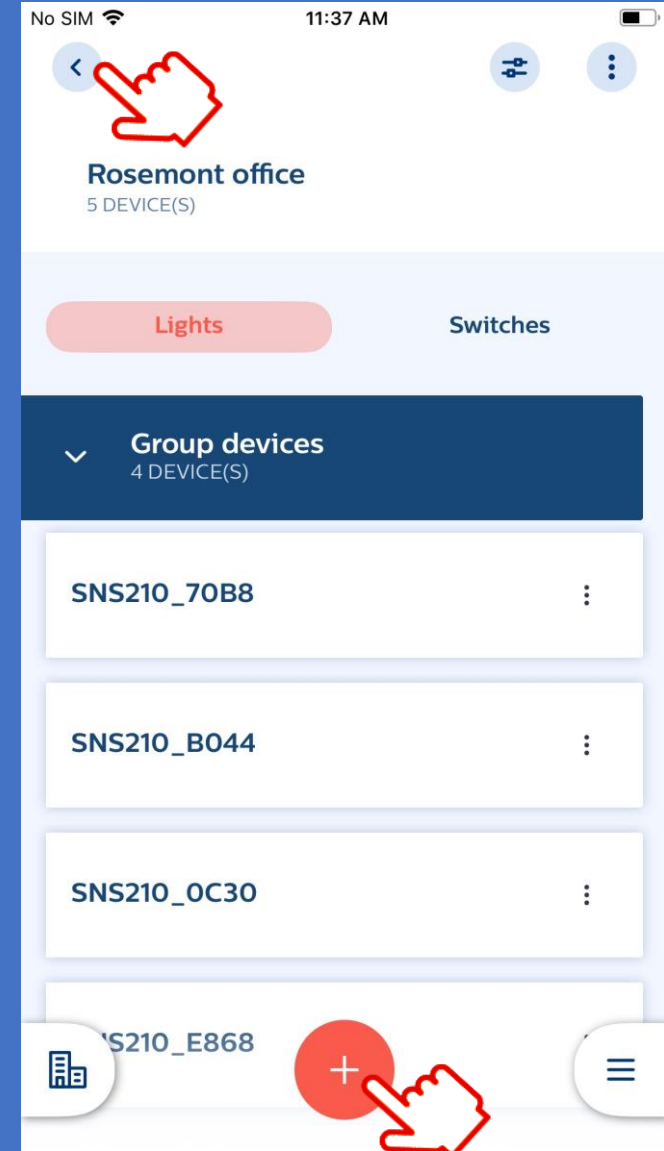 No SIM 11:37 AM
Rosemont office
5 DEVICE(S)
Lights Switches
Group devices
4 DEVICE(S)
SNS210_70B8
SNS210_B044
SNS210_0C30
S210_E868